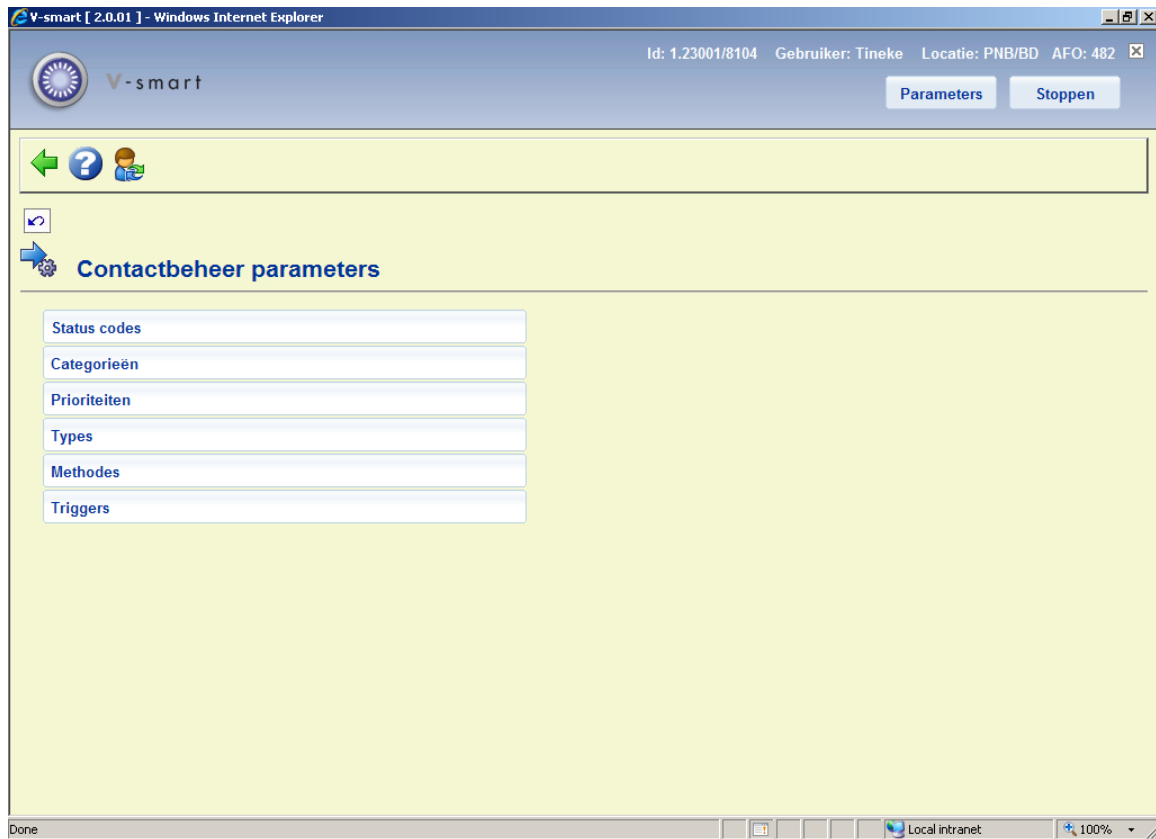 V-smart [ 2.0.01 ] - Windows Internet Explorer
Id: 1.23001/8104 Gebruiker: Tineke Locatie: PNB/BD AFO: 482
V-smart
Parameters Stoppen
Contactbeheer parameters
Status codes
Categorieën
Prioriteiten
Types
Methodes
Triggers
Done Local intranet 100%